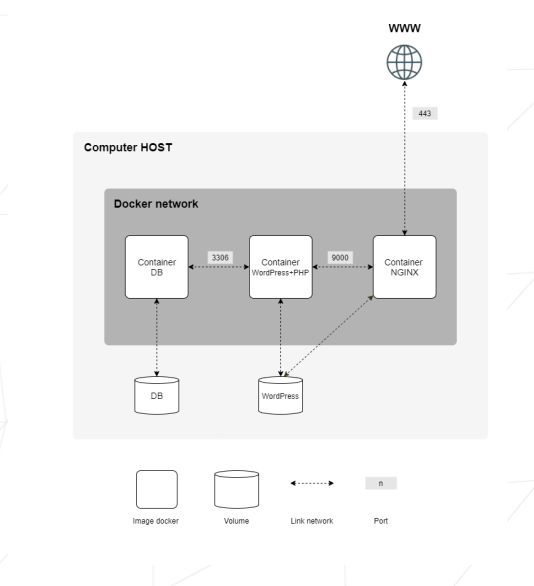 WWW
443
Computer HOST
Docker network
Container
DB
3306
Container
WordPress+PHP
9000
Container
NGINX
DB
WordPress
n
Image docker
Volume
Link network
Port